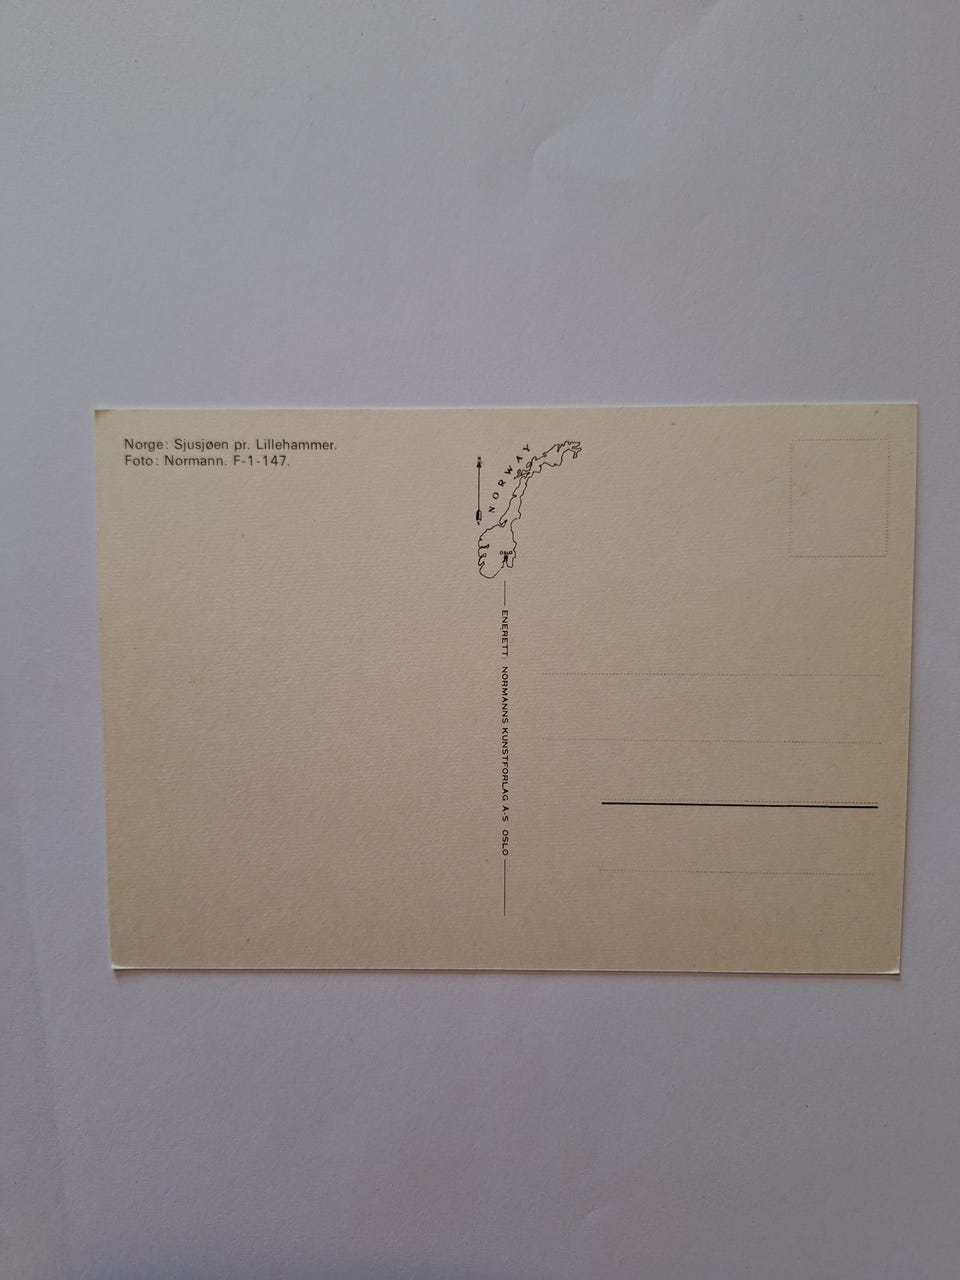 Norge: Sjusjøen pr. Lillehammer.
Foto: Normann. F-1-147.
NORWAY
OSLO
ENERETT: NORMANNS KUNSTFORLAG A-S OSLO